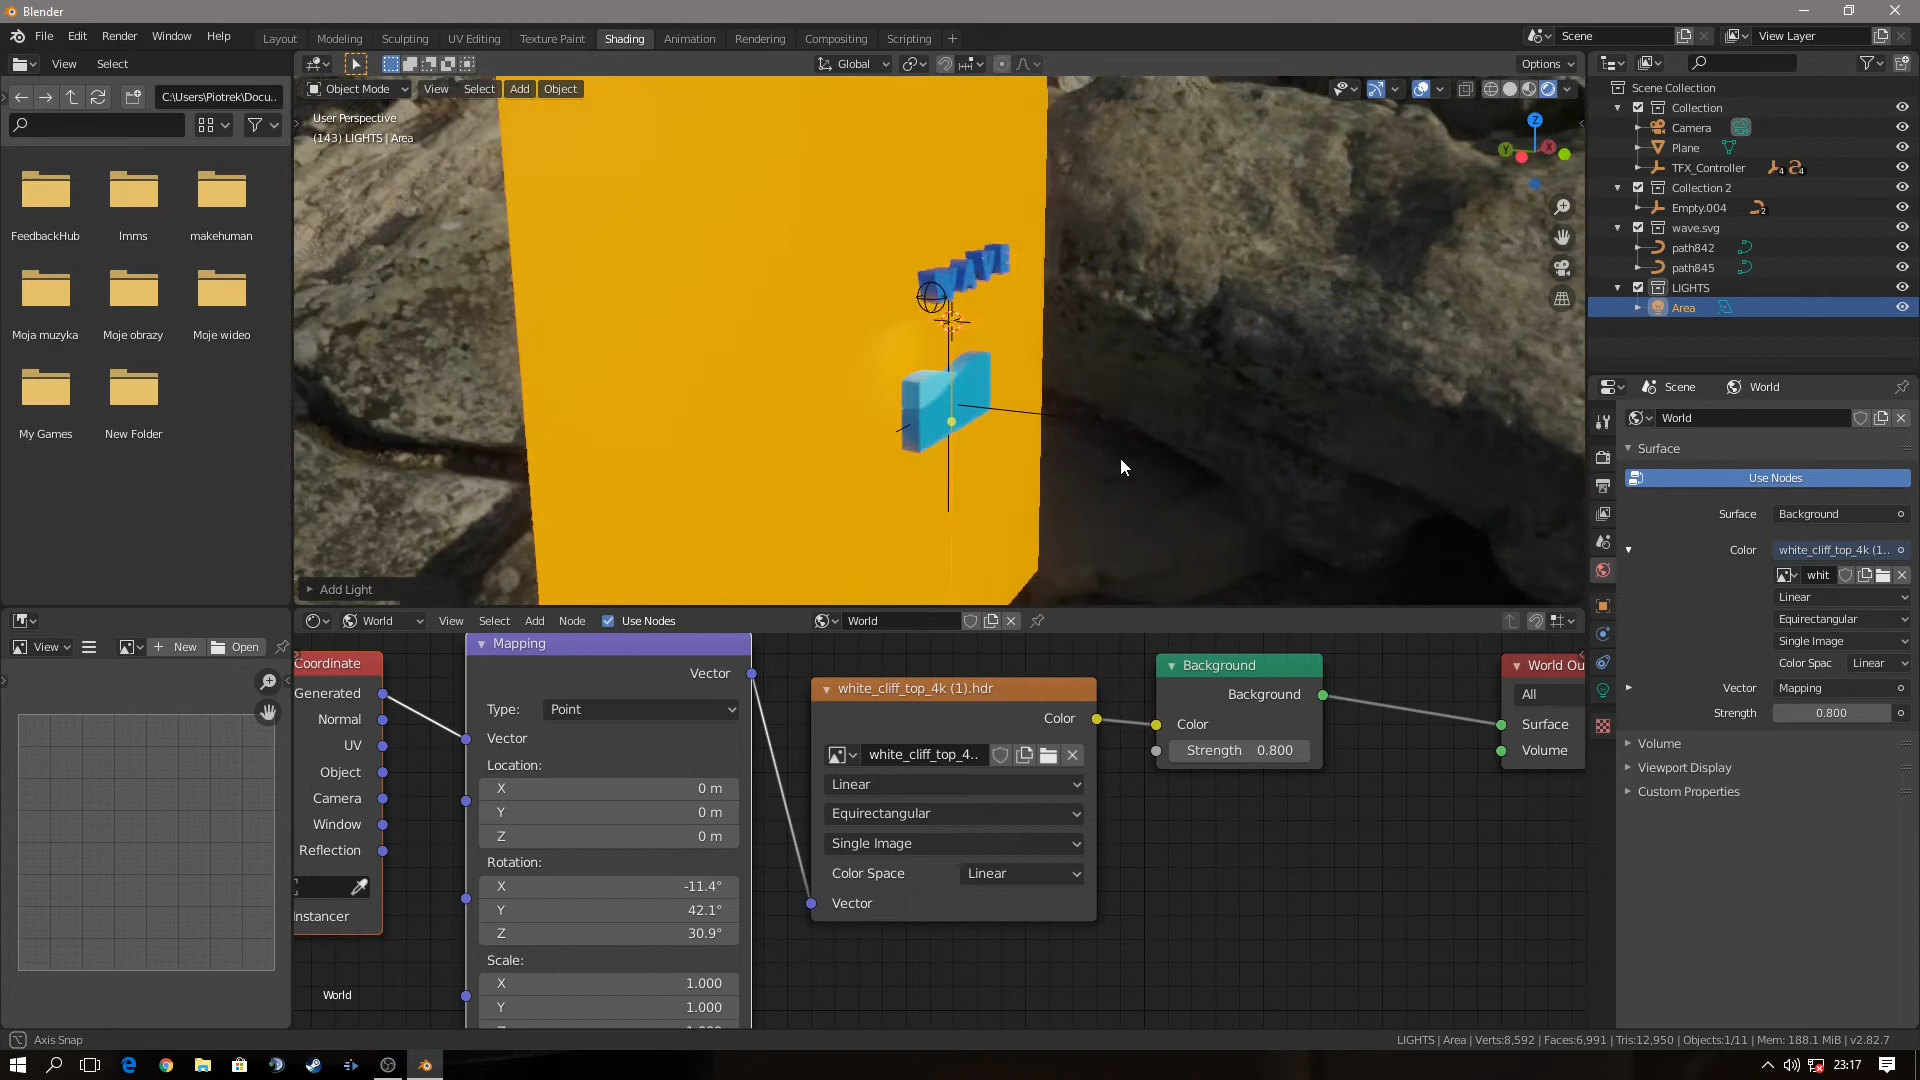 Blender
File Edit Render Window Help
Layout Modeling Sculpting UV Editing Texture Paint Shading Animation Rendering Compositing Scripting
Scene
View Layer
View Select
Global
Options
C:\Users\Piotrek\Docu..
Object Mode View Select Add Object
User Perspective
(143) LIGHTS | Area
FeedbackHub lmms makehuman
Moja muzyka Moje obrazy Moje wideo
My Games New Folder
Add Light
Z
Y
X
Scene Collection
Collection
Camera
Plane
TFX_Controller 4 4
Collection 2
Empty.004 2
wave.svg
path842
path845
LIGHTS
Area
Scene World
World
Surface
Use Nodes
Surface Background
Color white_cliff_top_4k (1..
whit
Linear
Equirectangular
Single Image
Color Spac Linear
Vector Mapping
Strength 0.800
Volume
Viewport Display
Custom Properties
View New Open
World View Select Add Node Use Nodes World
Coordinate
Generated
Normal
UV
Object
Camera
Window
Reflection
Instancer
World
Mapping
Vector
Type: Point
Vector
Location:
X 0 m
Y 0 m
Z 0 m
Rotation:
X -11.4°
Y 42.1°
Z 30.9°
Scale:
X 1.000
Y 1.000
white_cliff_top_4k (1).hdr
Color
white_cliff_top_4..
Linear
Equirectangular
Single Image
Color Space Linear
Vector
Background
Background
Color
Strength 0.800
World Ou
All
Surface
Volume
Axis Snap
LIGHTS | Area | Verts:8,592 | Faces:6,991 | Tris:12,950 | Objects:1/11 | Mem: 188.1 MiB | v2.82.7
23:17